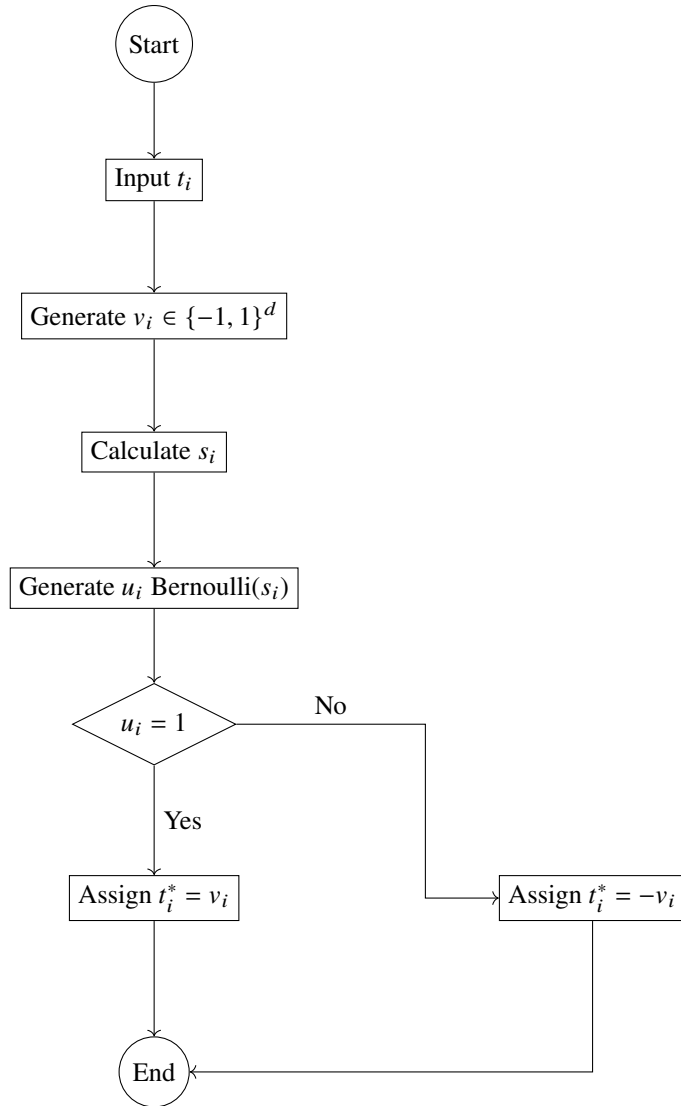 Start
Input $t_i$
Generate $v_i \in \{-1, 1\}^d$
Calculate $s_i$
Generate $u_i$ Bernoulli($s_i$)
$u_i = 1$
No
Yes
Assign $t_i^* = v_i$
Assign $t_i^* = -v_i$
End